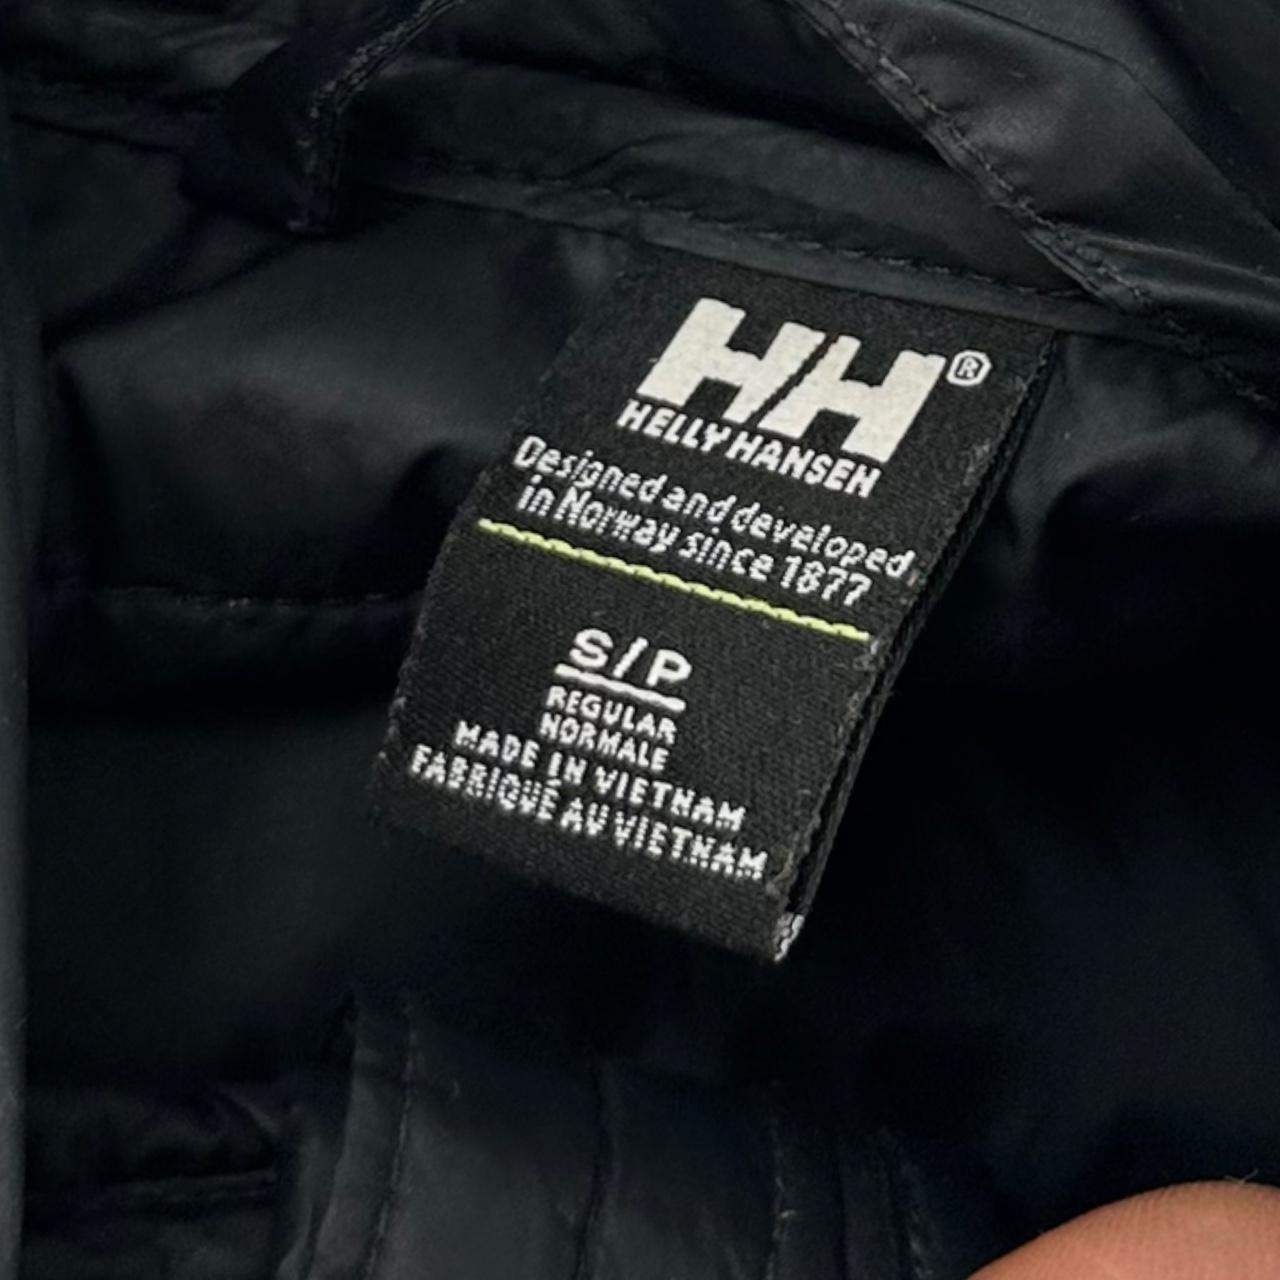 HH®
HELLY HANSEN
Designed and developed
in Norway since 1877
S/P
REGULAR
NORMALE
MADE IN VIETNAM
FABRIQUÉ AU VIETNAM